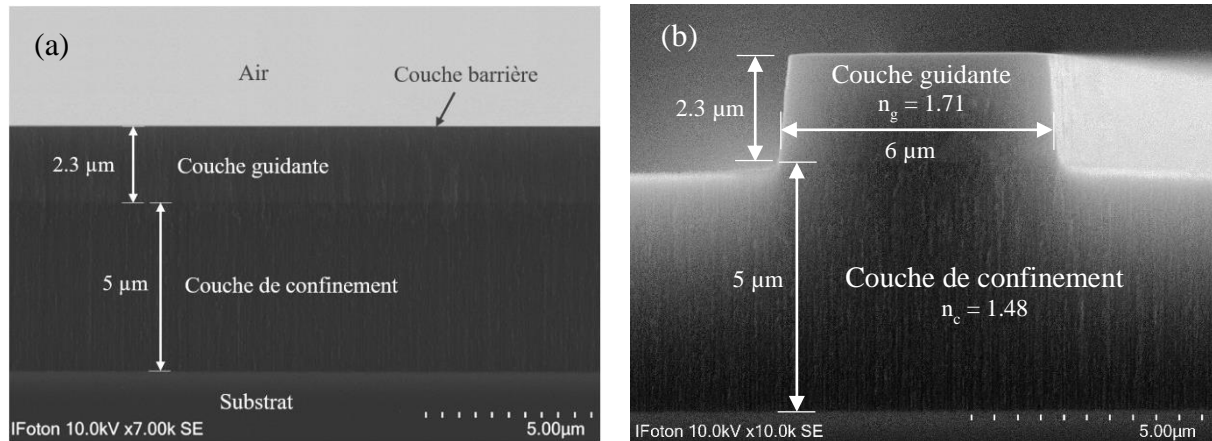 (a)
Air
Couche barrière
2.3 µm
Couche guidante
5 µm
Couche de confinement
Substrat
IFoton 10.0kV x7.00k SE
5.00µm
(b)
Couche guidante
n_g = 1.71
2.3 µm
6 µm
5 µm
Couche de confinement
n_c = 1.48
IFoton 10.0kV x10.0k SE
5.00µm